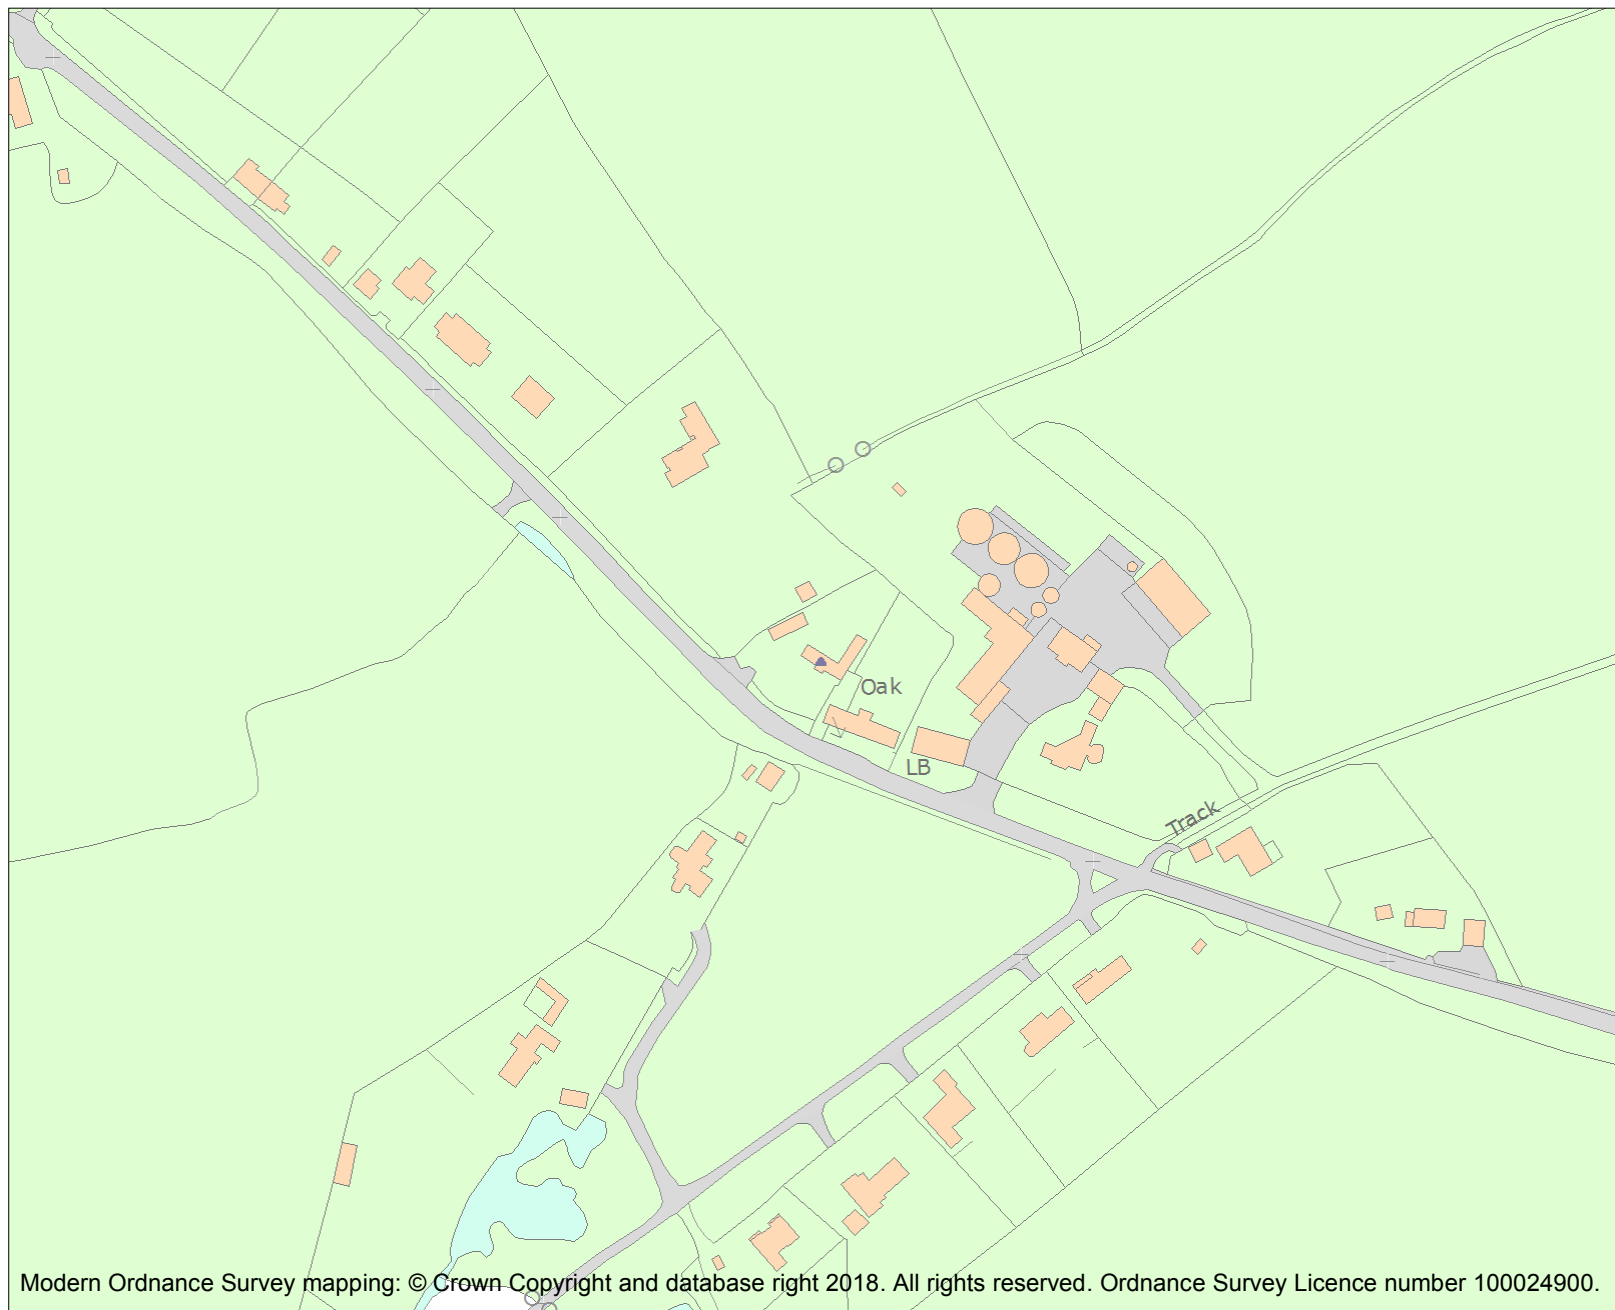 Oak
LB
Track
Modern Ordnance Survey mapping: © Crown Copyright and database right 2018. All rights reserved. Ordnance Survey Licence number 100024900.